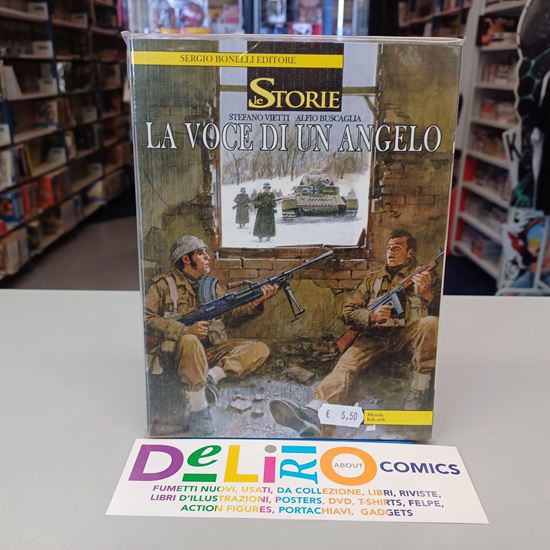 SERGIO BONELLI EDITORE
le STORIE
STEFANO VIETTI ALFIO BUSCAGLIA
LA VOCE DI UN ANGELO
€ 5,50
Mensile
DeLiRiO ABOUT COMICS
FUMETTI NUOVI, USATI, DA COLLEZIONE, LIBRI, RIVISTE,
LIBRI D'ILLUSTRAZIONI, POSTERS, DVD, T-SHIRTS, FELPE,
ACTION FIGURES, PORTACHIAVI, GADGETS